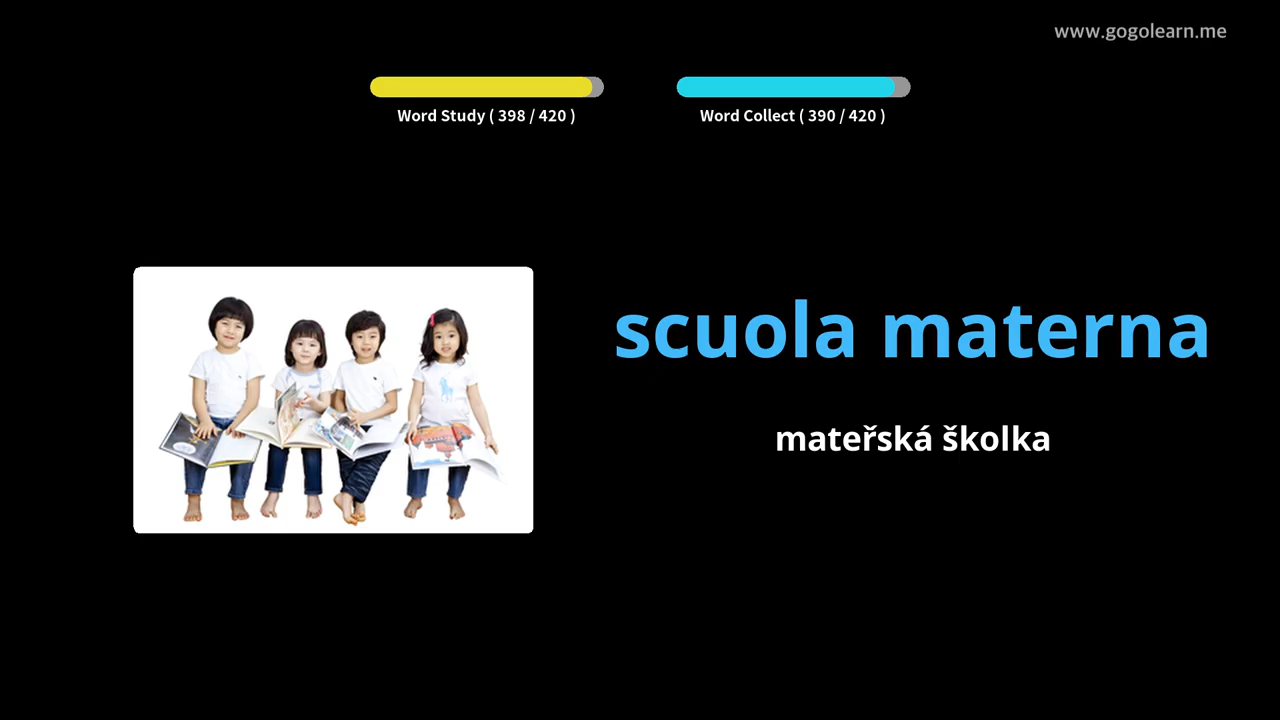 www.gogolearn.me
Word Study ( 398 / 420 )
Word Collect ( 390 / 420 )
scuola materna
mateřská školka